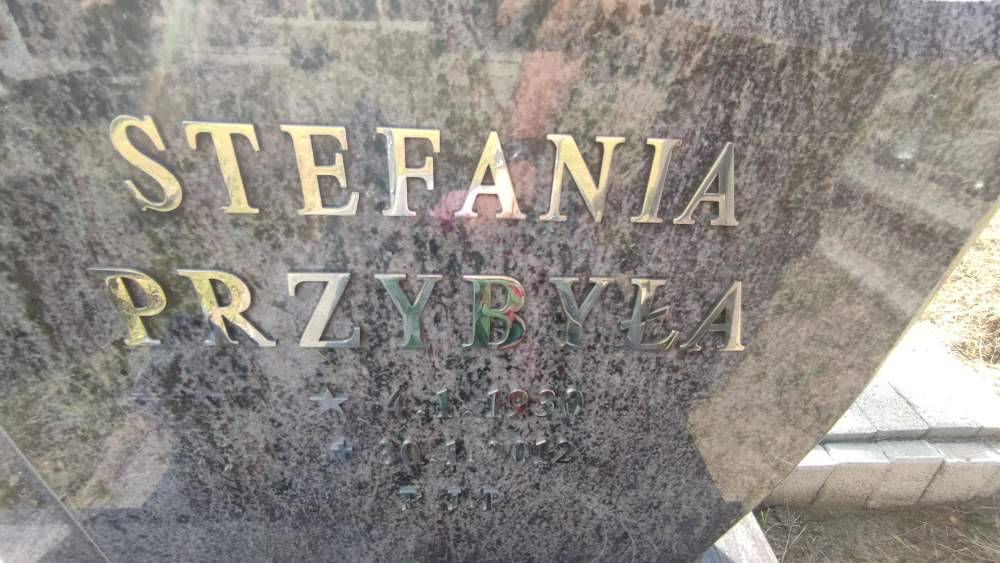 STEFANIA
PRZYBYŁA
★ 4.1.1930
✝ 30.1.2012